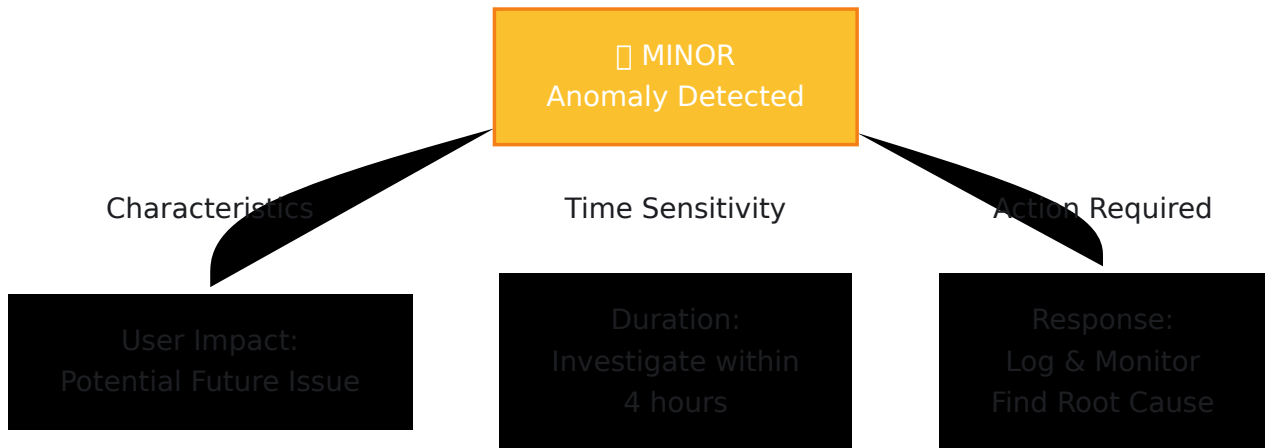 MINOR
Anomaly Detected
Characteristics
Time Sensitivity
Action Required
User Impact:
Potential Future Issue
Duration:
Investigate within
4 hours
Response:
Log & Monitor
Find Root Cause